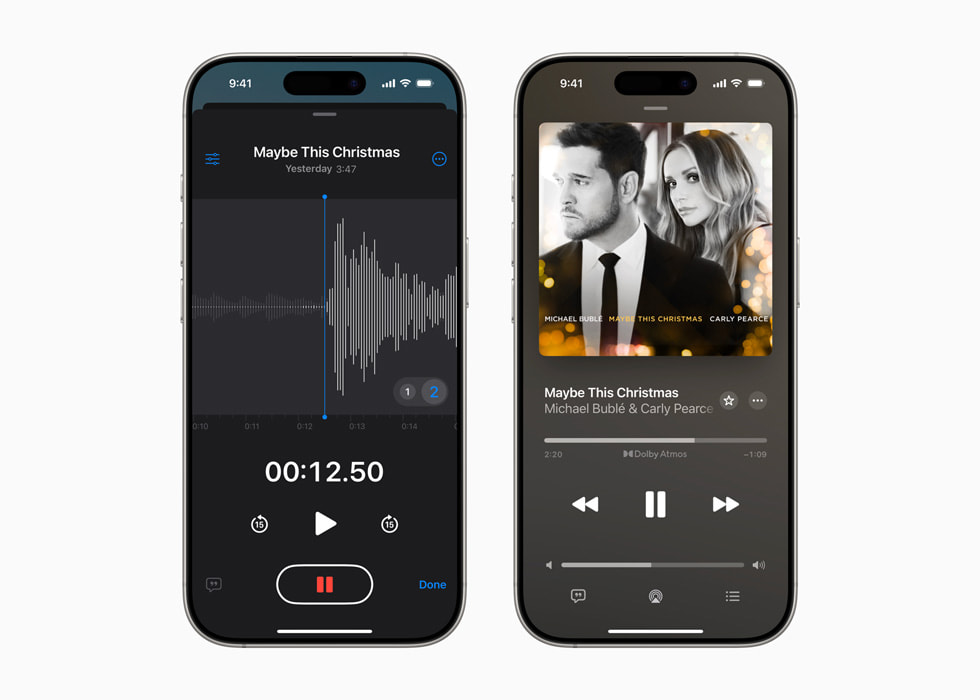 9:41
Maybe This Christmas
Yesterday 3:47
1 2
0:10 0:11 0:12 0:13 0:14
00:12.50
15 15
Done
9:41
MICHAEL BUBLÉ MAYBE THIS CHRISTMAS CARLY PEARCE
Maybe This Christmas
Michael Bublé & Carly Pearce
2:20 Dolby Atmos –1:09